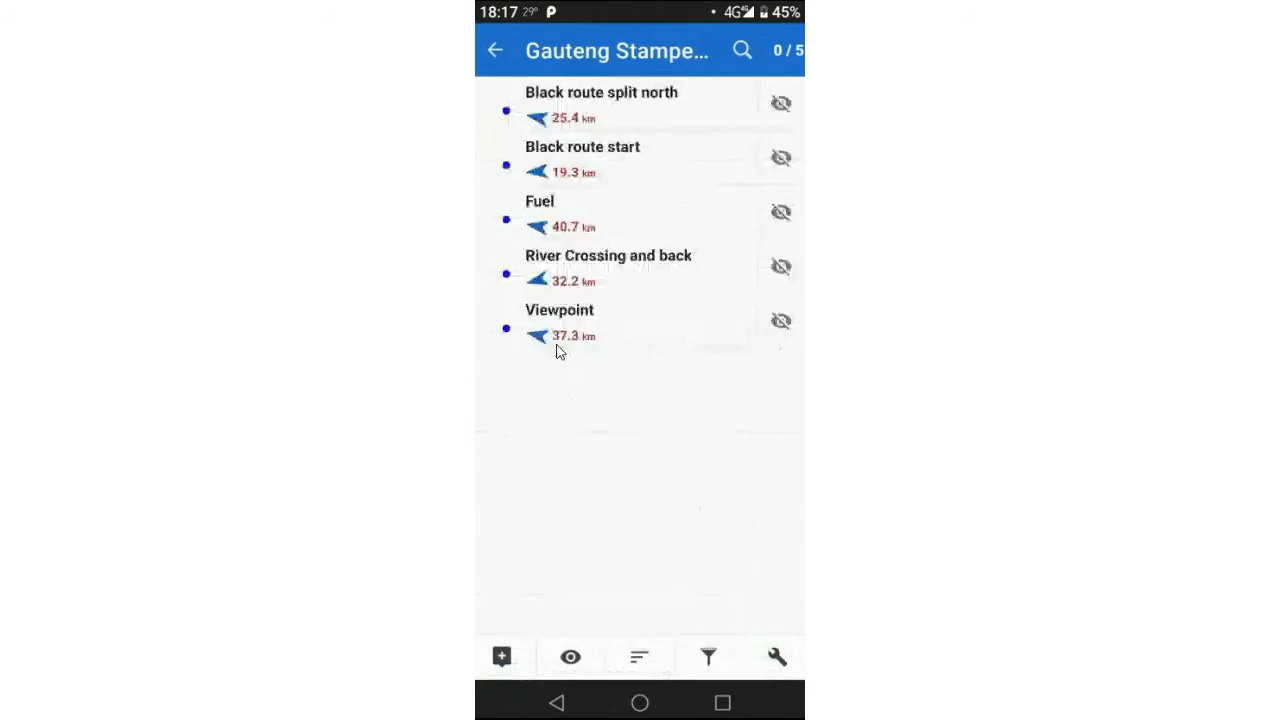 18:17 29° P 4G 45%
Gauteng Stampe... 0 / 5
Black route split north
25.4 km
Black route start
19.3 km
Fuel
40.7 km
River Crossing and back
32.2 km
Viewpoint
37.3 km